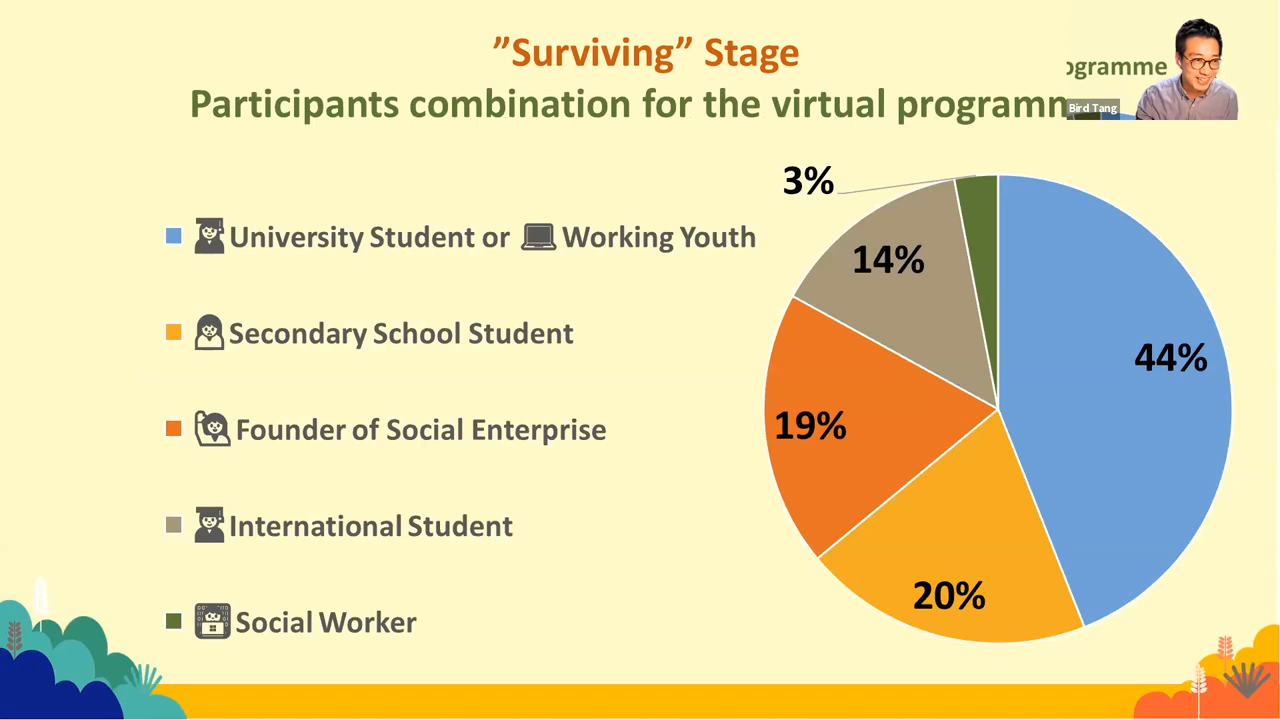 ”Surviving” Stage
Participants combination for the virtual programm
ogramme
Bird Tang
University Student or Working Youth
Secondary School Student
Founder of Social Enterprise
International Student
Social Worker
3%
14%
44%
19%
20%